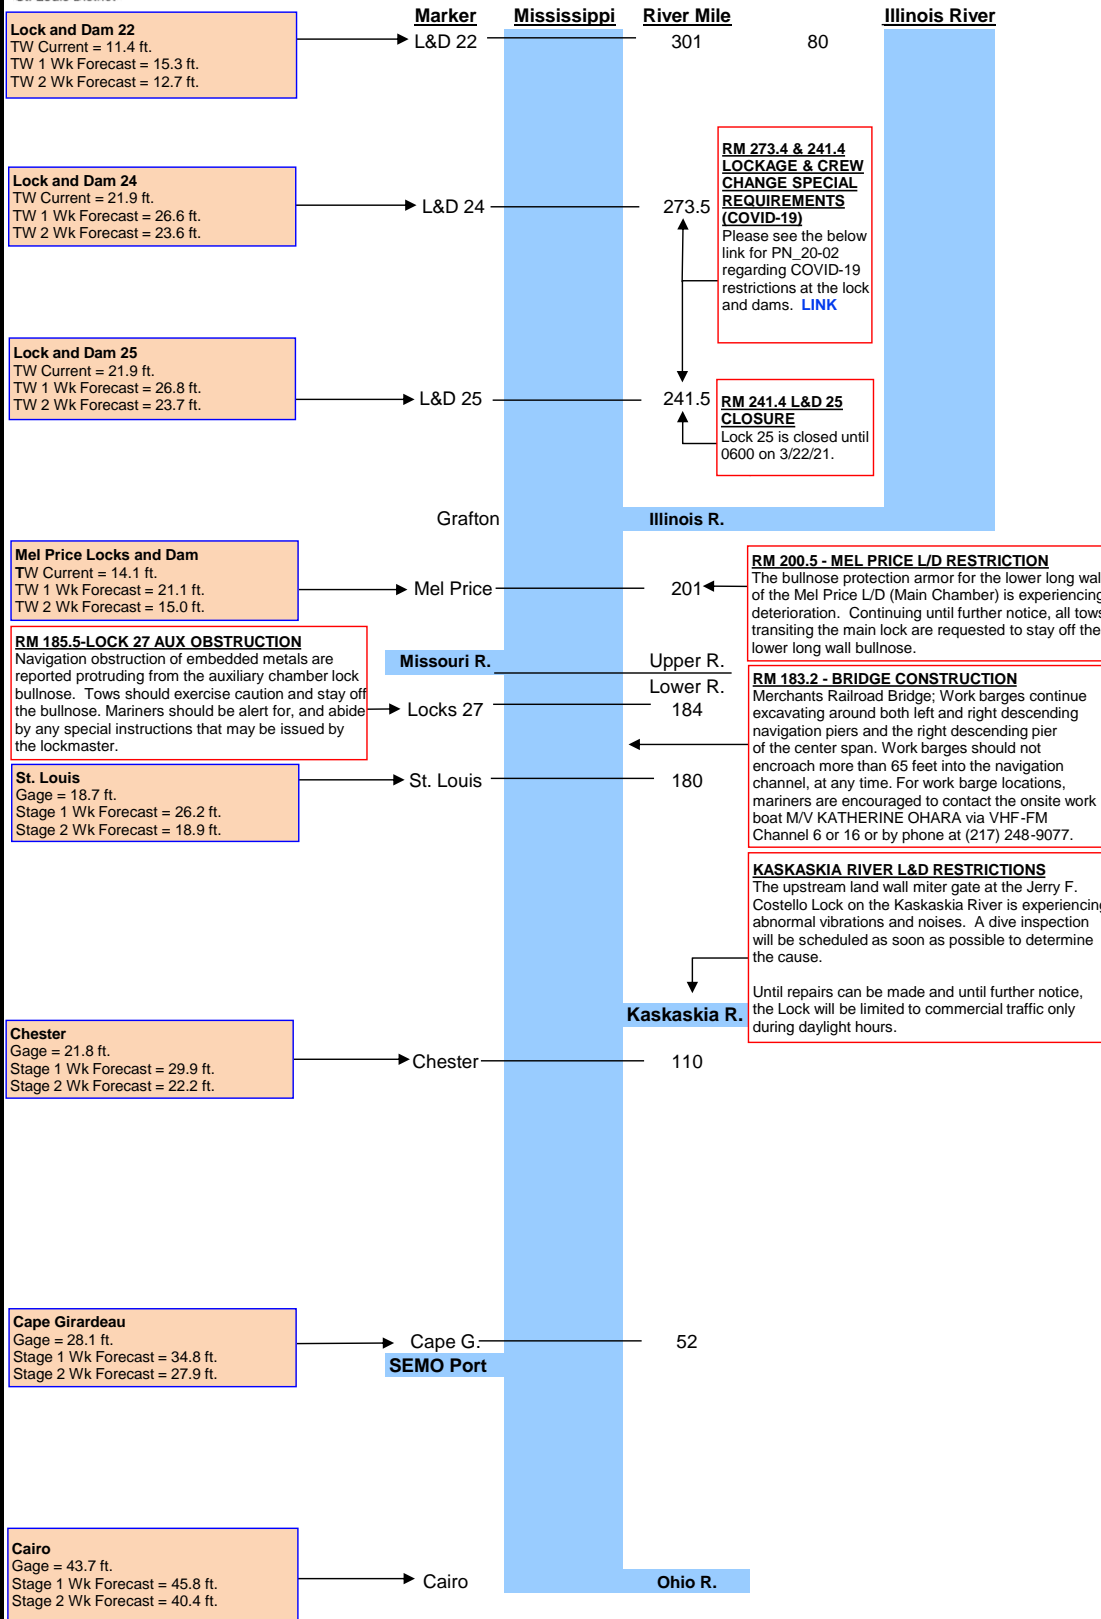 Marker Mississippi River Mile Illinois River
Lock and Dam 22
TW Current = 11.4 ft.
TW 1 Wk Forecast = 15.3 ft.
TW 2 Wk Forecast = 12.7 ft.
L&D 22 301 80
RM 273.4 & 241.4
LOCKAGE & CREW
CHANGE SPECIAL
REQUIREMENTS
(COVID-19)
Please see the below
link for PN_20-02
regarding COVID-19
restrictions at the lock
and dams. LINK
Lock and Dam 24
TW Current = 21.9 ft.
TW 1 Wk Forecast = 26.6 ft.
TW 2 Wk Forecast = 23.6 ft.
L&D 24 273.5
Lock and Dam 25
TW Current = 21.9 ft.
TW 1 Wk Forecast = 26.8 ft.
TW 2 Wk Forecast = 23.7 ft.
L&D 25 241.5
RM 241.4 L&D 25
CLOSURE
Lock 25 is closed until
0600 on 3/22/21.
Grafton Illinois R.
Mel Price Locks and Dam
TW Current = 14.1 ft.
TW 1 Wk Forecast = 21.1 ft.
TW 2 Wk Forecast = 15.0 ft.
Mel Price 201
RM 200.5 - MEL PRICE L/D RESTRICTION
The bullnose protection armor for the lower long wal
of the Mel Price L/D (Main Chamber) is experiencing
deterioration. Continuing until further notice, all tows
transiting the main lock are requested to stay off the
lower long wall bullnose.
RM 185.5-LOCK 27 AUX OBSTRUCTION
Navigation obstruction of embedded metals are
reported protruding from the auxiliary chamber lock
bullnose. Tows should exercise caution and stay off
the bullnose. Mariners should be alert for, and abide
by any special instructions that may be issued by
the lockmaster.
Missouri R. Upper R.
Lower R.
Locks 27 184
RM 183.2 - BRIDGE CONSTRUCTION
Merchants Railroad Bridge; Work barges continue
excavating around both left and right descending
navigation piers and the right descending pier
of the center span. Work barges should not
encroach more than 65 feet into the navigation
channel, at any time. For work barge locations,
mariners are encouraged to contact the onsite work
boat M/V KATHERINE OHARA via VHF-FM
Channel 6 or 16 or by phone at (217) 248-9077.
St. Louis
Gage = 18.7 ft.
Stage 1 Wk Forecast = 26.2 ft.
Stage 2 Wk Forecast = 18.9 ft.
St. Louis 180
KASKASKIA RIVER L&D RESTRICTIONS
The upstream land wall miter gate at the Jerry F.
Costello Lock on the Kaskaskia River is experiencing
abnormal vibrations and noises. A dive inspection
will be scheduled as soon as possible to determine
the cause.
Until repairs can be made and until further notice,
the Lock will be limited to commercial traffic only
during daylight hours.
Kaskaskia R.
Chester
Gage = 21.8 ft.
Stage 1 Wk Forecast = 29.9 ft.
Stage 2 Wk Forecast = 22.2 ft.
Chester 110
Cape Girardeau
Gage = 28.1 ft.
Stage 1 Wk Forecast = 34.8 ft.
Stage 2 Wk Forecast = 27.9 ft.
Cape G. 52
SEMO Port
Cairo
Gage = 43.7 ft.
Stage 1 Wk Forecast = 45.8 ft.
Stage 2 Wk Forecast = 40.4 ft.
Cairo Ohio R.